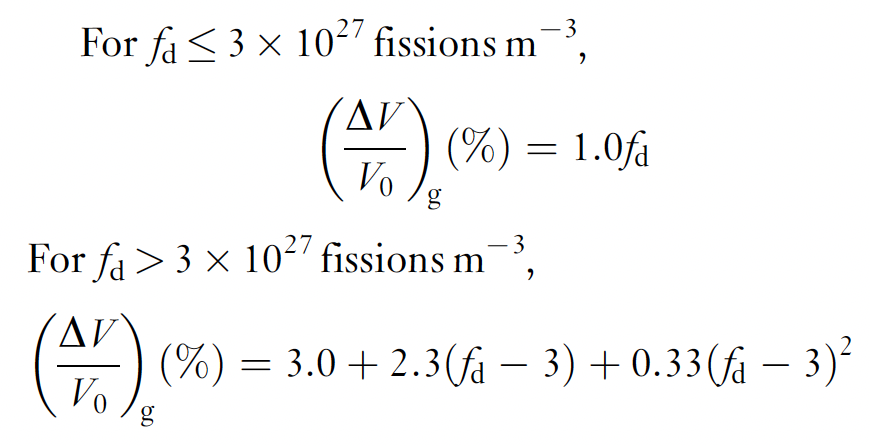 For f_d ≤ 3 × 10^27 fissions m^−3,
(ΔV/V_0)_g (%) = 1.0f_d
For f_d > 3 × 10^27 fissions m^−3,
(ΔV/V_0)_g (%) = 3.0 + 2.3(f_d − 3) + 0.33(f_d − 3)^2